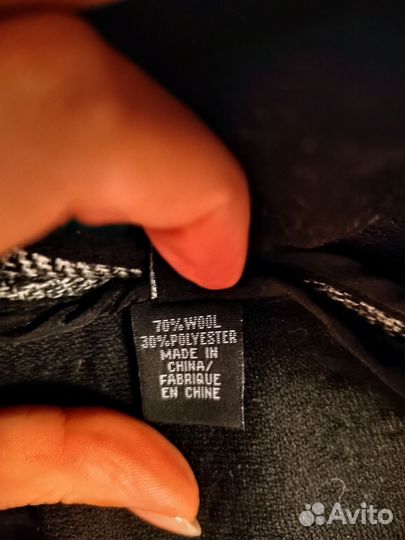 70%WOOL
30%POLYESTER
MADE IN
CHINA/
FABRIQUE
EN CHINE
Avito